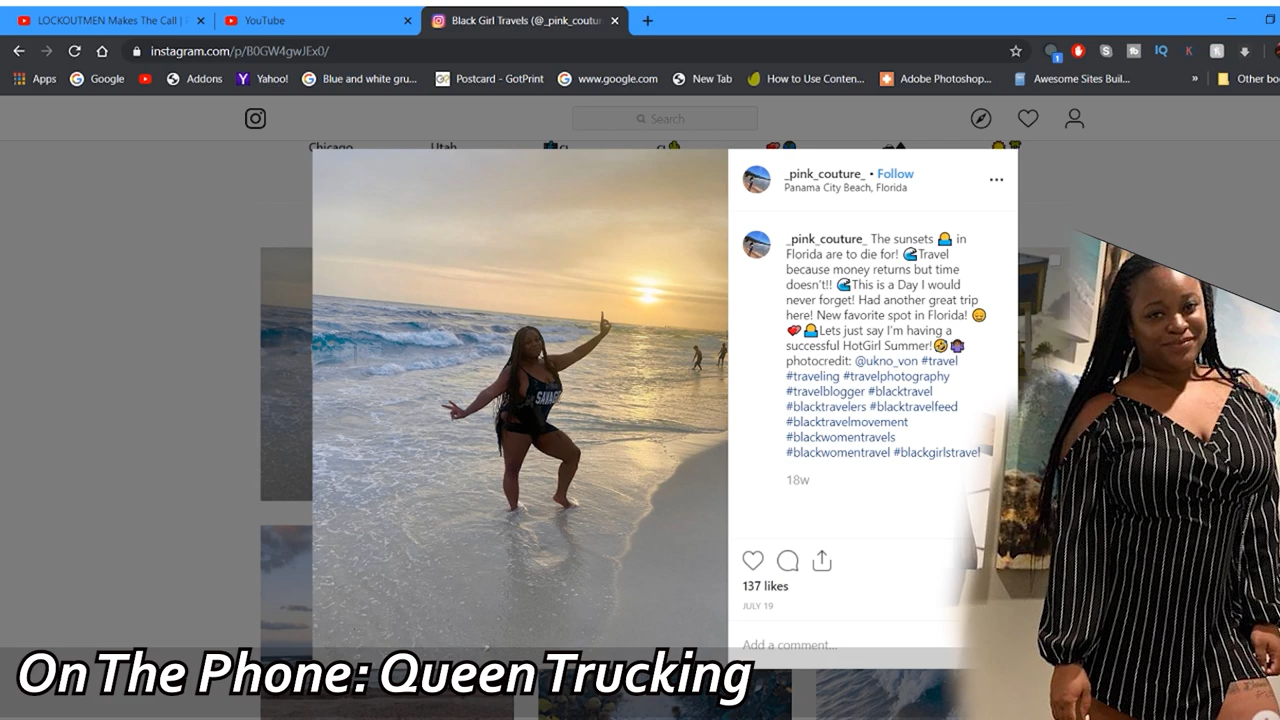 LOCKOUTMEN Makes The Call |
YouTube
Black Girl Travels (@_pink_coutu
instagram.com/p/B0GW4gwJEx0/
Apps
Google
Addons
Yahoo!
Blue and white gru...
Postcard - GotPrint
www.google.com
New Tab
How to Use Conten...
Adobe Photoshop...
Awesome Sites Buil...
»
Other bo
Search
Chicago
Utah
_pink_couture_ • Follow
Panama City Beach, Florida
_pink_couture_ The sunsets 🤷 in
Florida are to die for! 🌊Travel
because money returns but time
doesn't!! 🌊This is a Day I would
never forget! Had another great trip
here! New favorite spot in Florida! 😊
❤️🤷Lets just say I'm having a
successful HotGirl Summer!🤣🤷🏾‍♀️
photocredit: @ukno_von #travel
#traveling #travelphotography
#travelblogger #blacktravel
#blacktravelers #blacktravelfeed
#blacktravelmovement
#blackwomentravels
#blackwomentravel #blackgirlstravel
18w
137 likes
JULY 19
Add a comment...
SAVAGE
On The Phone: Queen Trucking